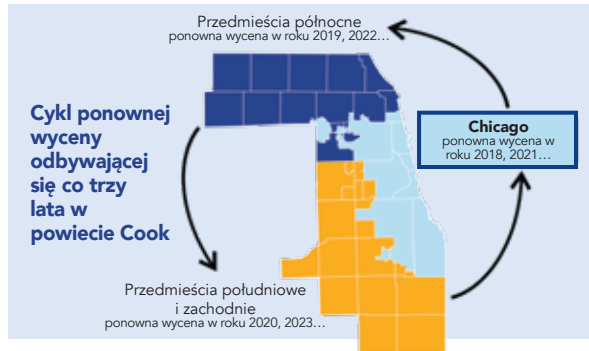 Przedmieścia północne
ponowna wycena w roku 2019, 2022…
Cykl ponownej
wyceny
odbywającej
się co trzy
lata w
powiecie Cook
Chicago
ponowna wycena w
roku 2018, 2021…
Przedmieścia południowe
i zachodnie
ponowna wycena w roku 2020, 2023…